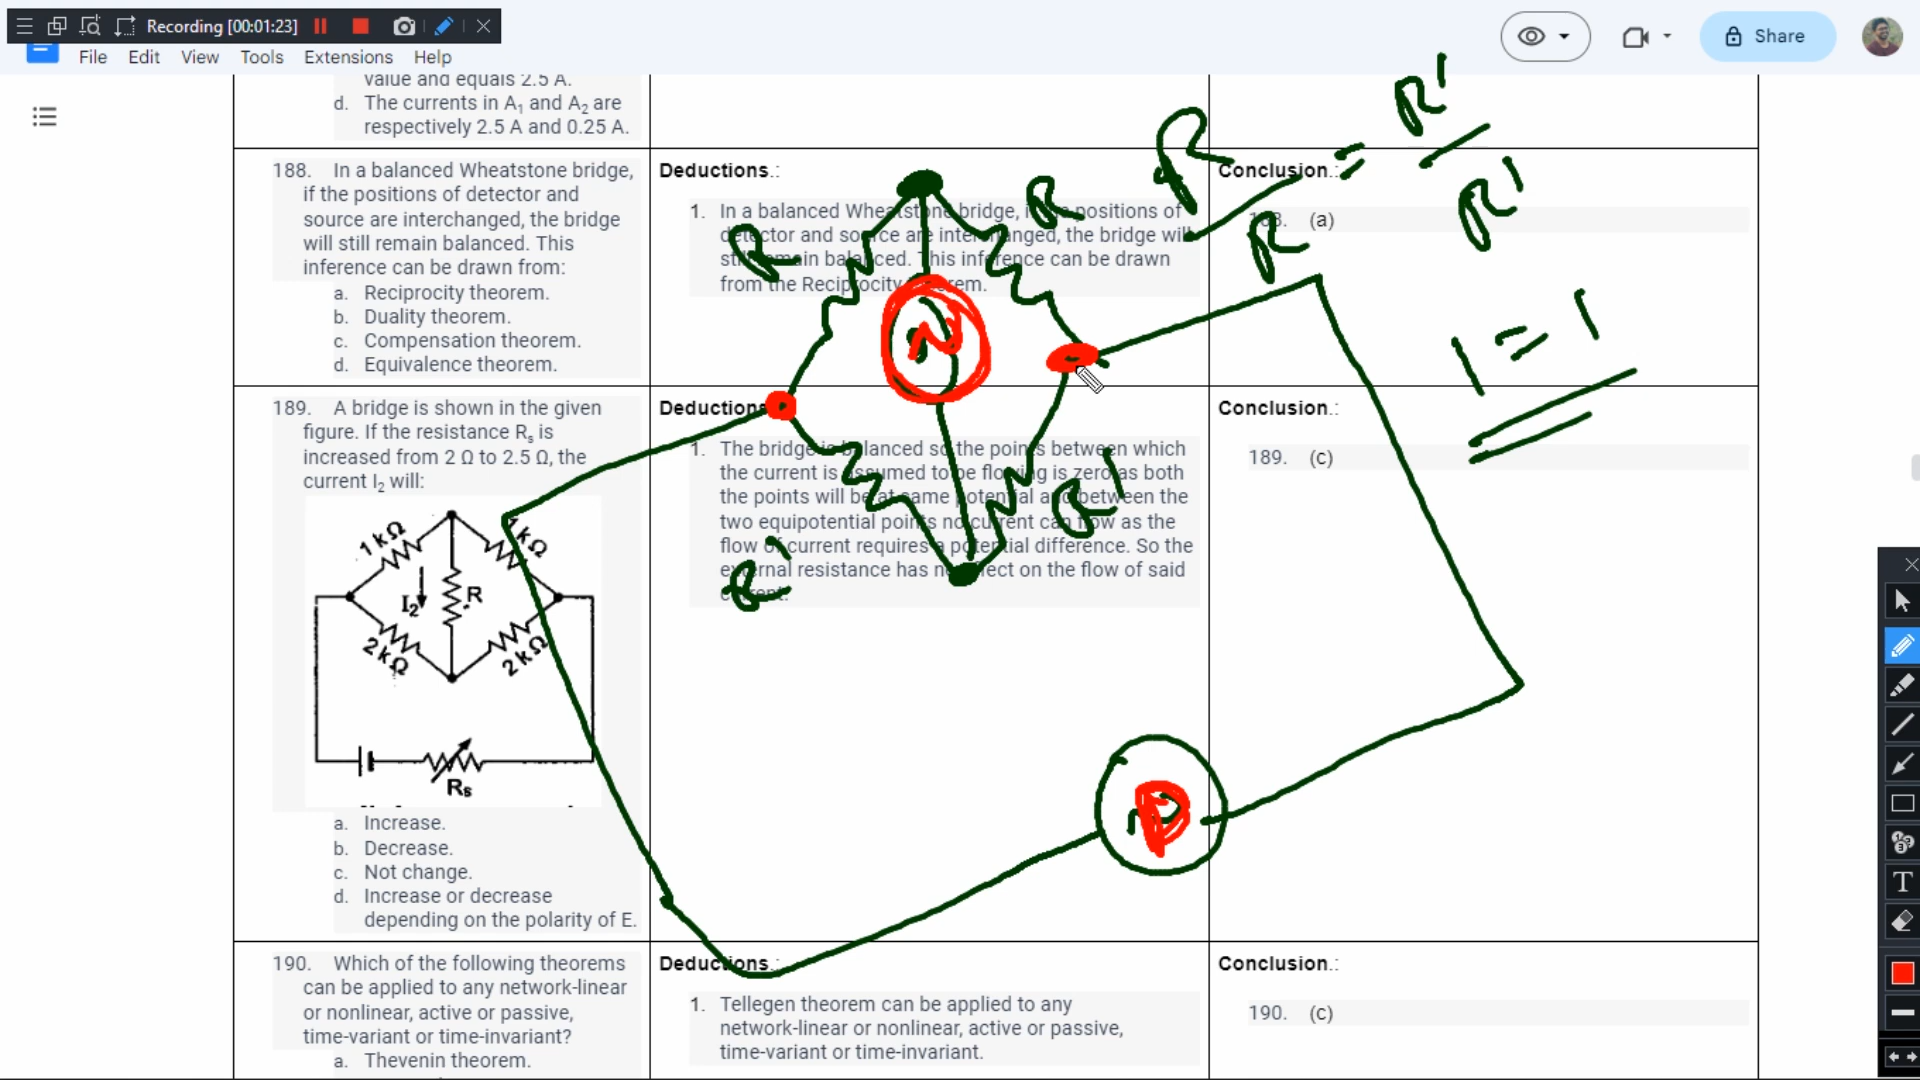 Recording [00:01:23]
File Edit View Tools Extensions Help
Share
value and equals 2.5 A.
d. The currents in A1 and A2 are
respectively 2.5 A and 0.25 A.
188. In a balanced Wheatstone bridge,
if the positions of detector and
source are interchanged, the bridge
will still remain balanced. This
inference can be drawn from:
a. Reciprocity theorem.
b. Duality theorem.
c. Compensation theorem.
d. Equivalence theorem.
Deductions.:
1. In a balanced Wheatstone bridge, if the positions of
detector and source are interchanged, the bridge will
still remain balanced. This inference can be drawn
from the Reciprocity theorem.
Conclusion.:
188. (a)
R
R
R'
R'
R
R
=
R'
R'
1 = 1
N
D
189. A bridge is shown in the given
figure. If the resistance Rs is
increased from 2 Ω to 2.5 Ω, the
current I2 will:
1 kΩ
1 kΩ
I2
R
2 kΩ
2 kΩ
Rs
a. Increase.
b. Decrease.
c. Not change.
d. Increase or decrease
depending on the polarity of E.
Deductions
1. The bridge is balanced so the points between which
the current is assumed to be flowing is zero as both
the points will be at same potential and between the
two equipotential points no current can flow as the
flow of current requires a potential difference. So the
external resistance has no effect on the flow of said
current.
Conclusion.:
189. (c)
190. Which of the following theorems
can be applied to any network-linear
or nonlinear, active or passive,
time-variant or time-invariant?
a. Thevenin theorem.
Deductions.:
1. Tellegen theorem can be applied to any
network-linear or nonlinear, active or passive,
time-variant or time-invariant.
Conclusion.:
190. (c)
T